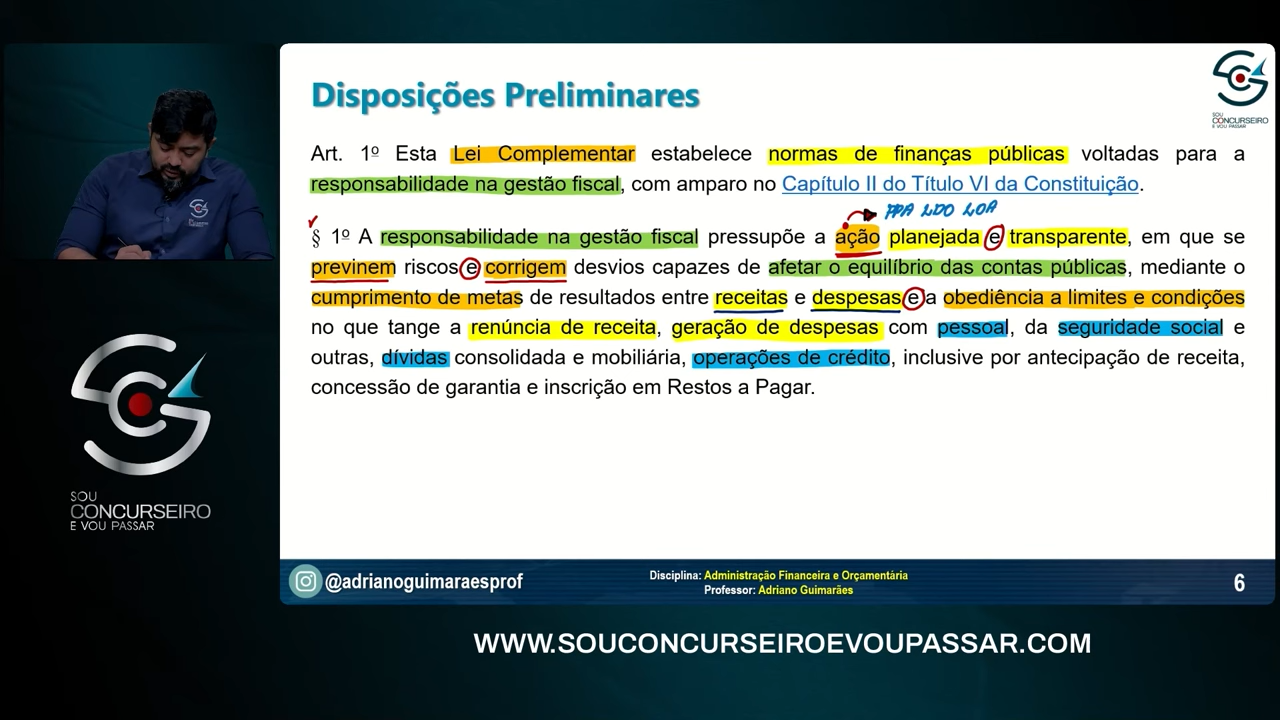 Disposições Preliminares
SOU
CONCURSEIRO
E VOU PASSAR
Art. 1º Esta Lei Complementar estabelece normas de finanças públicas voltadas para a
responsabilidade na gestão fiscal, com amparo no Capítulo II do Título VI da Constituição.
PPA LDO LOA
§ 1º A responsabilidade na gestão fiscal pressupõe a ação planejada e transparente, em que se
previnem riscos e corrigem desvios capazes de afetar o equilíbrio das contas públicas, mediante o
cumprimento de metas de resultados entre receitas e despesas e a obediência a limites e condições
no que tange a renúncia de receita, geração de despesas com pessoal, da seguridade social e
outras, dívidas consolidada e mobiliária, operações de crédito, inclusive por antecipação de receita,
concessão de garantia e inscrição em Restos a Pagar.
SOU
CONCURSEIRO
E VOU PASSAR
@adrianoguimaraesprof
Disciplina: Administração Financeira e Orçamentária
Professor: Adriano Guimarães
6
WWW.SOUCONCURSEIROEVOUPASSAR.COM